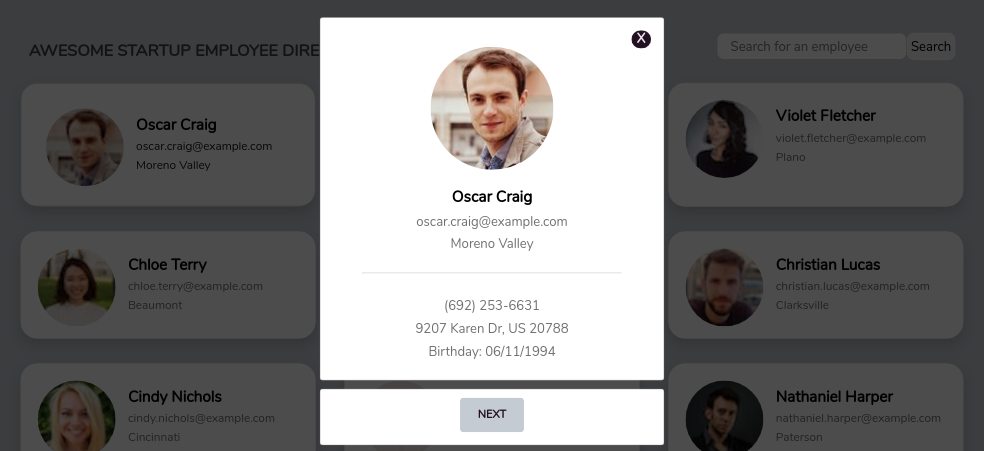 AWESOME STARTUP EMPLOYEE DIRE
Search for an employee
Search
X
Oscar Craig
oscar.craig@example.com
Moreno Valley
(692) 253-6631
9207 Karen Dr, US 20788
Birthday: 06/11/1994
NEXT
Oscar Craig
oscar.craig@example.com
Moreno Valley
Violet Fletcher
violet.fletcher@example.com
Plano
Chloe Terry
chloe.terry@example.com
Beaumont
Christian Lucas
christian.lucas@example.com
Clarksville
Cindy Nichols
cindy.nichols@example.com
Cincinnati
Nathaniel Harper
nathaniel.harper@example.com
Paterson